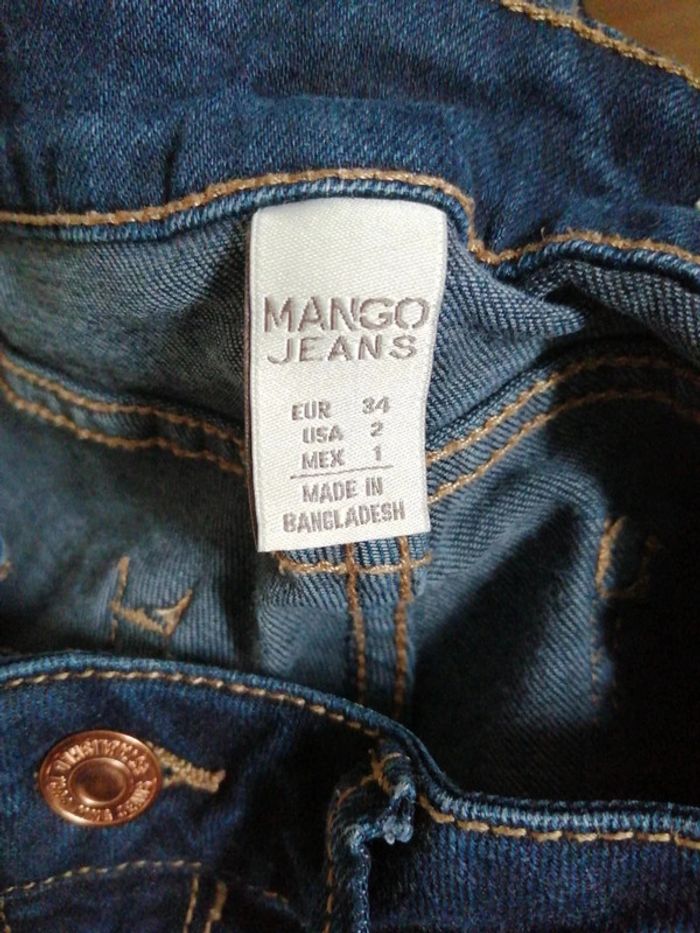 MANGO
JEANS
EUR 34
USA 2
MEX 1
MADE IN
BANGLADESH